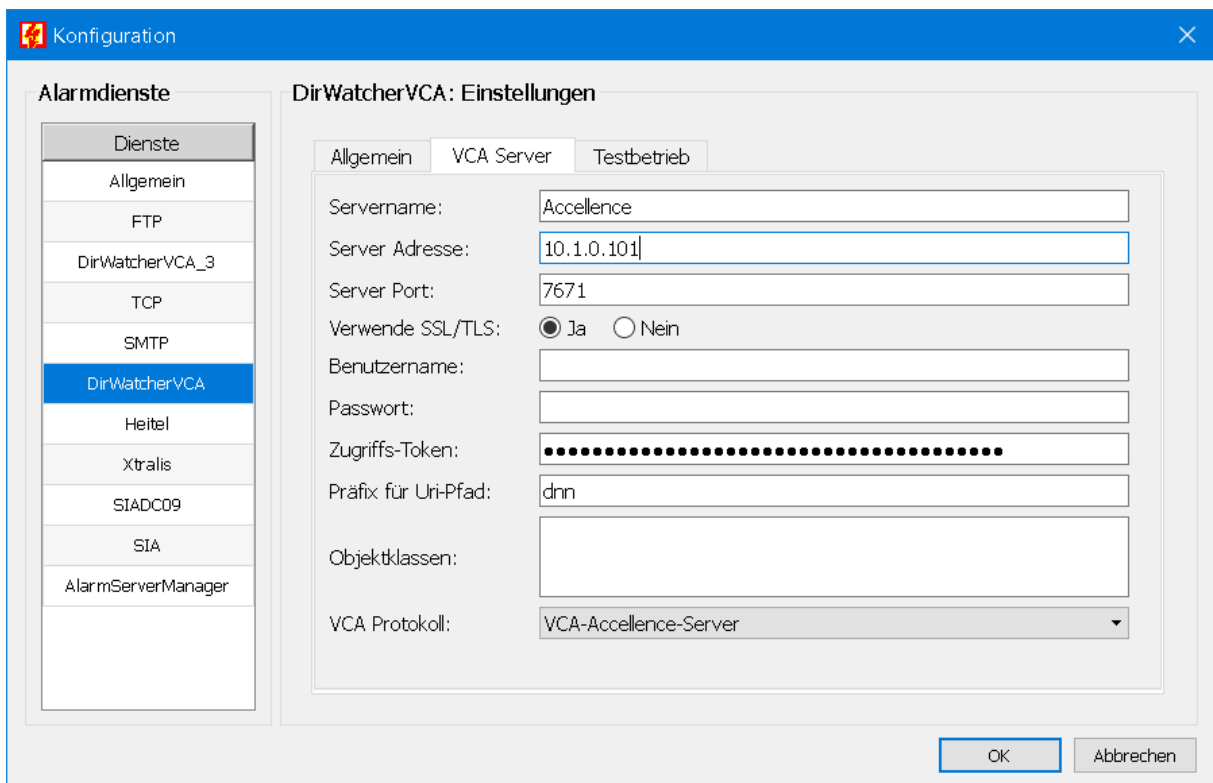 Konfiguration
Alarmdienste
Dienste
Allgemein
FTP
DirWatcherVCA_3
TCP
SMTP
DirWatcherVCA
Heitel
Xtralis
SIADC09
SIA
AlarmServerManager
DirWatcherVCA: Einstellungen
Allgemein VCA Server Testbetrieb
Servername: Accellence
Server Adresse: 10.1.0.101
Server Port: 7671
Verwende SSL/TLS: Ja Nein
Benutzername:
Passwort:
Zugriffs-Token: ••••••••••••••••••••••••••••••••••••••
Präfix für Uri-Pfad: dnn
Objektklassen:
VCA Protokoll: VCA-Accellence-Server
OK Abbrechen